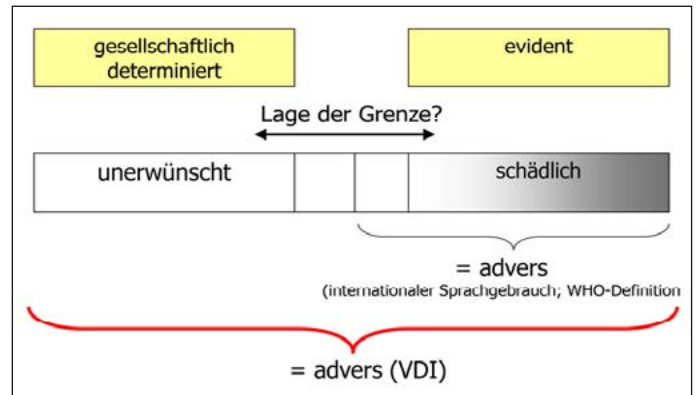 gesellschaftlich
determiniert
evident
Lage der Grenze?
unerwünscht
schädlich
= advers
(internationaler Sprachgebrauch; WHO-Definition
= advers (VDI)